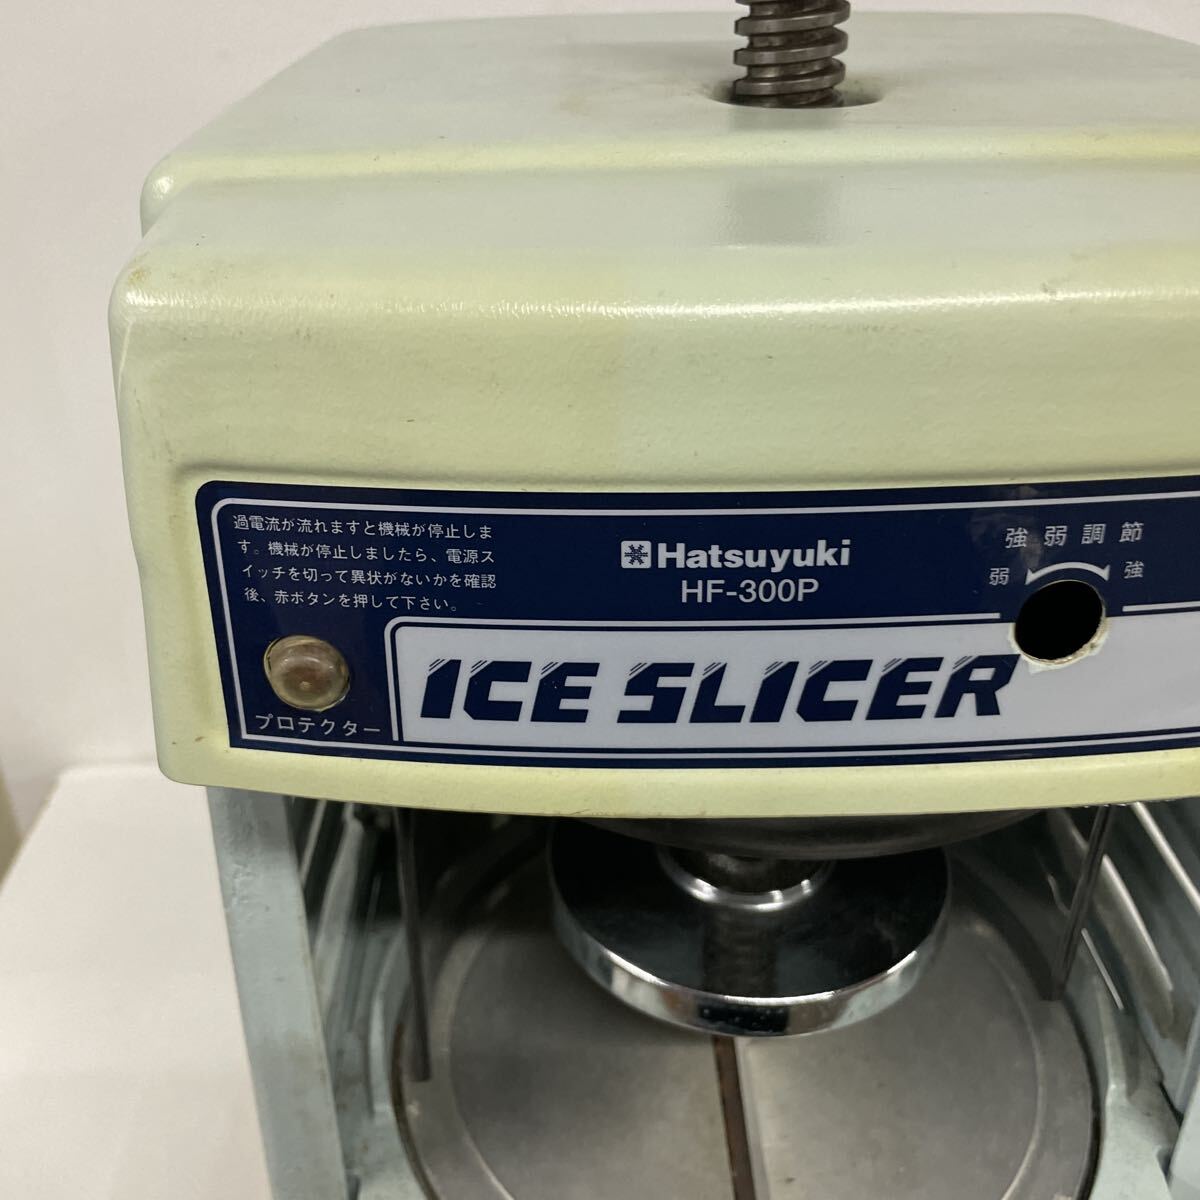 過電流が流れますと機械が停止しま
す。機械が停止しましたら、電源ス
イッチを切って異状がないかを確認
後、赤ボタンを押して下さい。
プロテクター
Hatsuyuki
HF-300P
強弱調節
弱 強
ICE SLICER